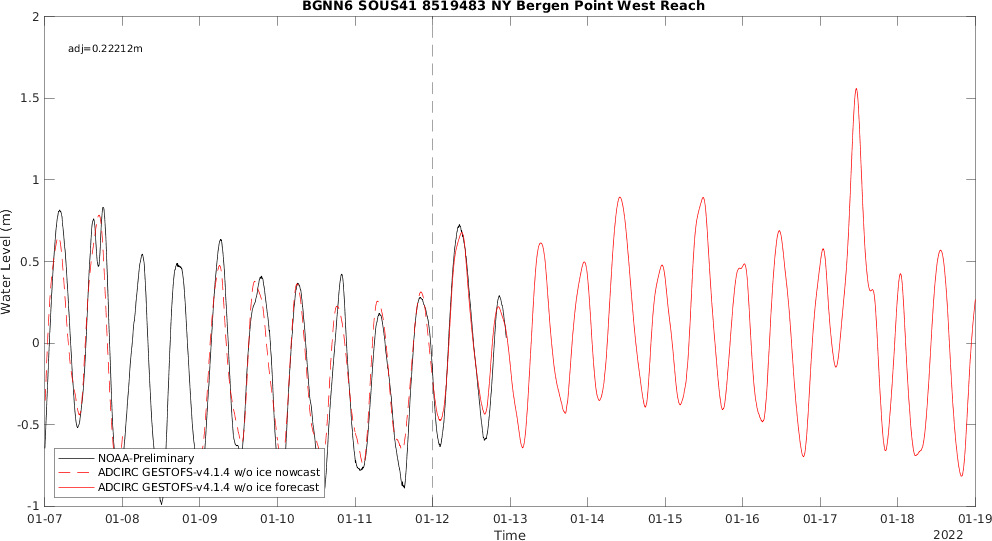 BGNN6 SOUS41 8519483 NY Bergen Point West Reach
2
adj=0.22212m
1.5
1
0.5
0
-0.5
-1
Water Level (m)
NOAA-Preliminary
ADCIRC GESTOFS-v4.1.4 w/o ice nowcast
ADCIRC GESTOFS-v4.1.4 w/o ice forecast
01-07 01-08 01-09 01-10 01-11 01-12 01-13 01-14 01-15 01-16 01-17 01-18 01-19
Time
2022